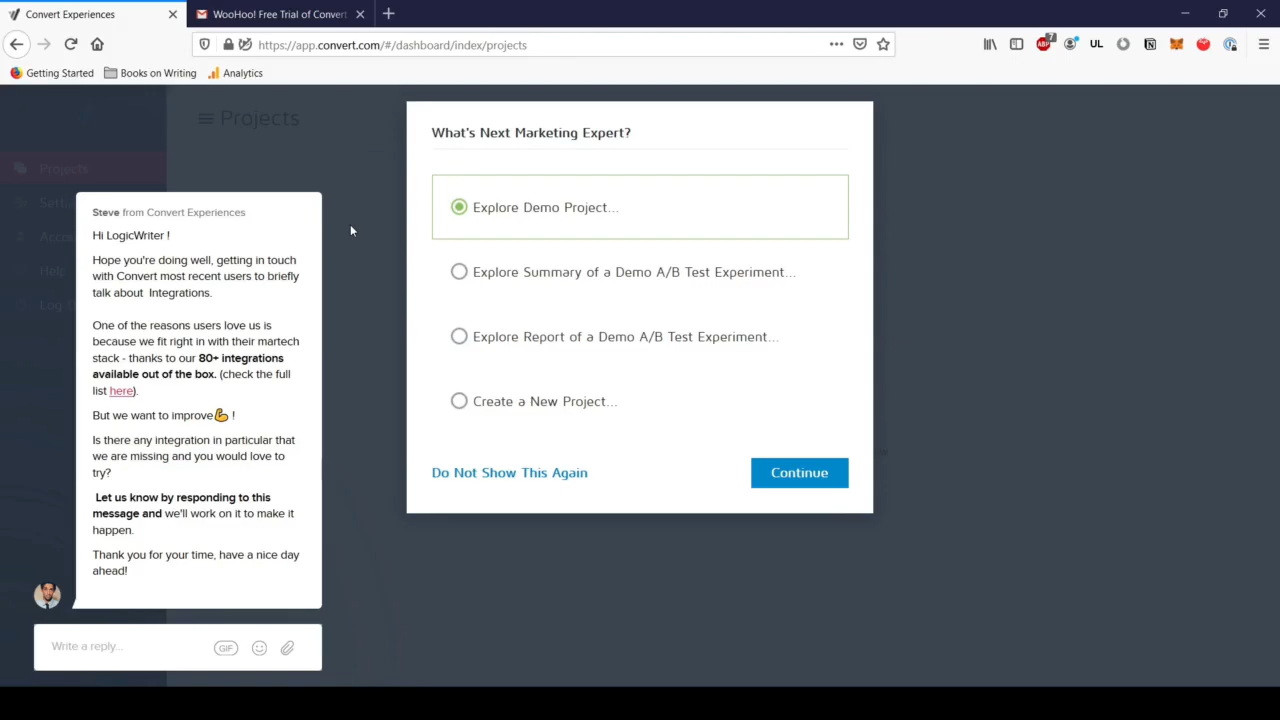 Convert Experiences
WooHoo! Free Trial of Convert
https://app.convert.com/#/dashboard/index/projects
ABP
7
UL
Getting Started
Books on Writing
Analytics
Projects
Projects
Setti
Accou
Help
Log
Steve from Convert Experiences
Hi LogicWriter !
Hope you're doing well, getting in touch
with Convert most recent users to briefly
talk about Integrations.
One of the reasons users love us is
because we fit right in with their martech
stack - thanks to our 80+ integrations
available out of the box. (check the full
list here).
But we want to improve💪 !
Is there any integration in particular that
we are missing and you would love to
try?
Let us know by responding to this
message and we'll work on it to make it
happen.
Thank you for your time, have a nice day
ahead!
Write a reply...
GIF
What's Next Marketing Expert?
Explore Demo Project...
Explore Summary of a Demo A/B Test Experiment...
Explore Report of a Demo A/B Test Experiment...
Create a New Project...
Do Not Show This Again
Continue